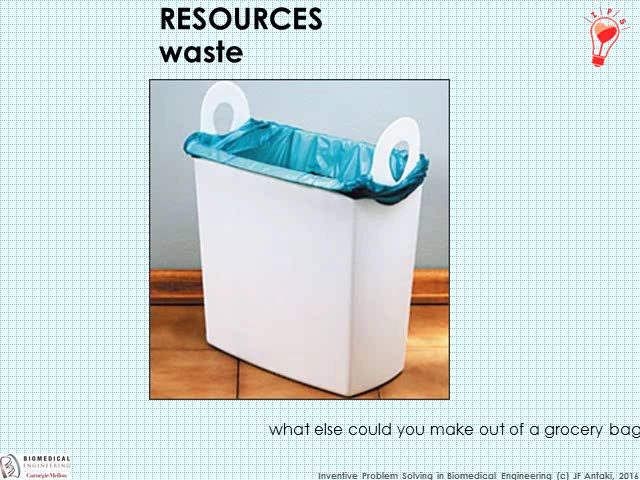 RESOURCES
waste
I P S
what else could you make out of a grocery bag
BIOMEDICAL
ENGINEERING
Carnegie Mellon
Inventive Problem Solving in Biomedical Engineering (c) JF Antaki, 2016